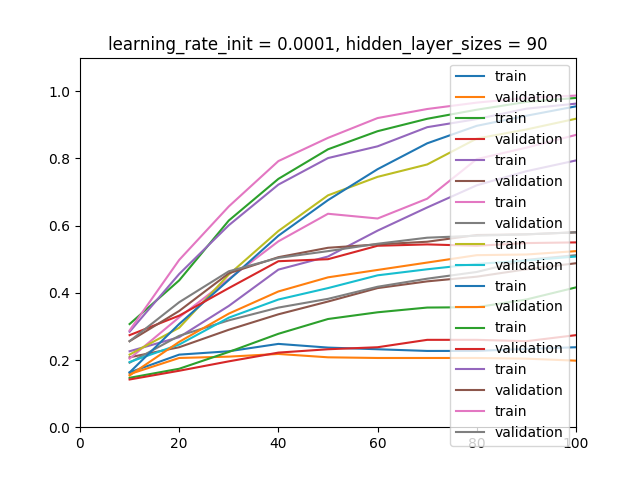 learning_rate_init = 0.0001, hidden_layer_sizes = 90
1.0
0.8
0.6
0.4
0.2
0.0
0
20
40
60
80
100
train
validation
train
validation
train
validation
train
validation
train
validation
train
validation
train
validation
train
validation
train
validation